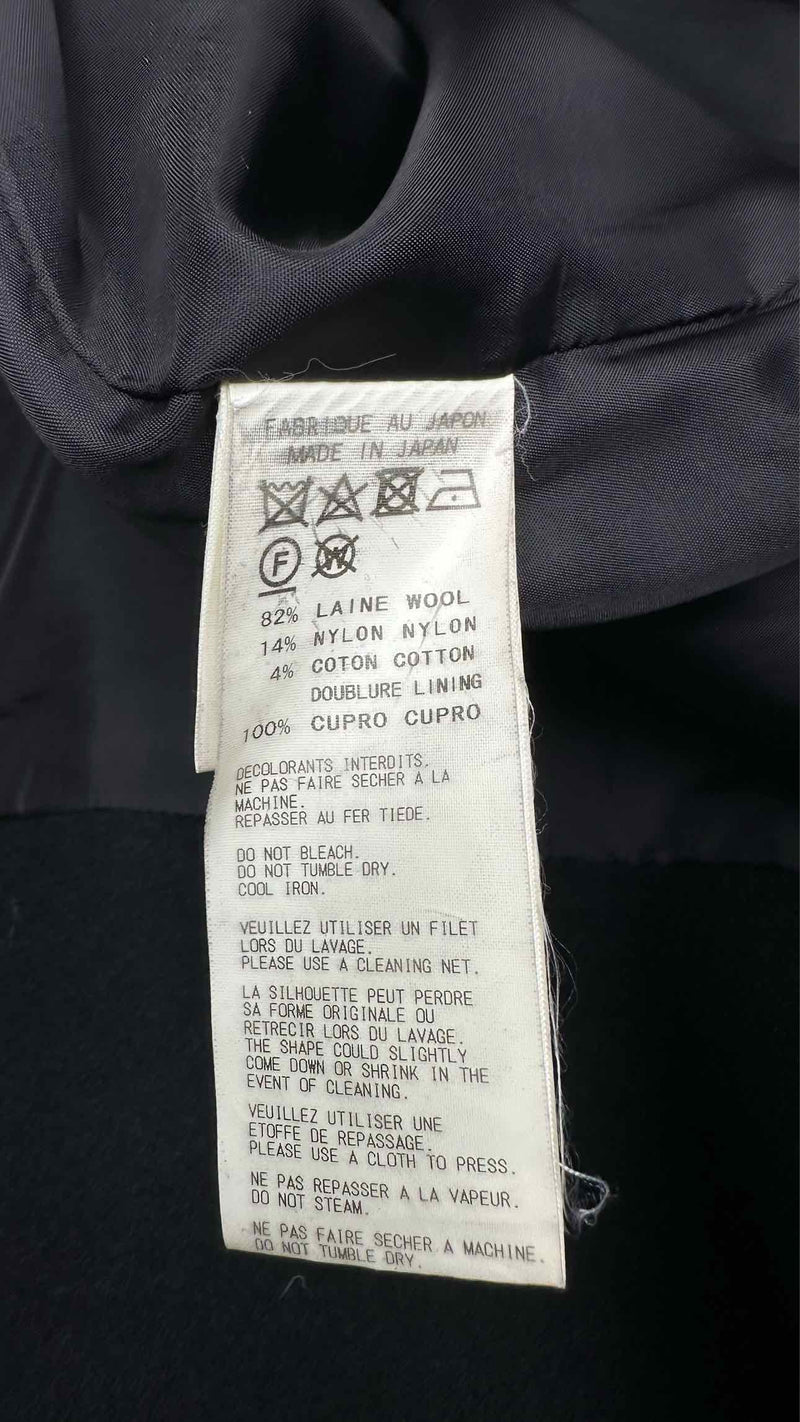 FABRIQUE AU JAPON
MADE IN JAPAN
F W
82% LAINE WOOL
14% NYLON NYLON
4% COTON COTTON
DOUBLURE LINING
100% CUPRO CUPRO
DECOLORANTS INTERDITS.
NE PAS FAIRE SECHER A LA
MACHINE.
REPASSER AU FER TIEDE.
DO NOT BLEACH.
DO NOT TUMBLE DRY.
COOL IRON.
VEUILLEZ UTILISER UN FILET
LORS DU LAVAGE.
PLEASE USE A CLEANING NET.
LA SILHOUETTE PEUT PERDRE
SA FORME ORIGINALE OU
RETRECIR LORS DU LAVAGE.
THE SHAPE COULD SLIGHTLY
COME DOWN OR SHRINK IN THE
EVENT OF CLEANING.
VEUILLEZ UTILISER UNE
ETOFFE DE REPASSAGE.
PLEASE USE A CLOTH TO PRESS.
NE PAS REPASSER A LA VAPEUR.
DO NOT STEAM.
NE PAS FAIRE SECHER A MACHINE.
DO NOT TUMBLE DRY.